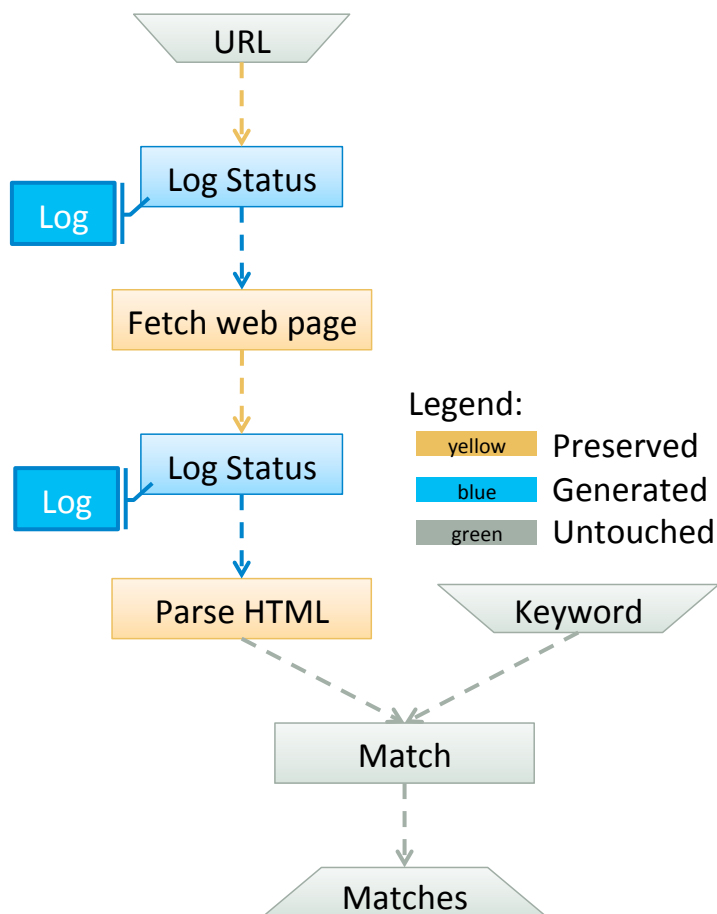 URL
Log Status
Log
Fetch web page
Legend:
yellow Preserved
blue Generated
green Untouched
Log Status
Log
Parse HTML
Keyword
Match
Matches